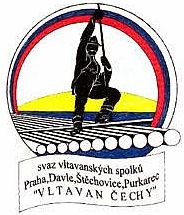 svaz vltavanských spolků
Praha,Davle,Štěchovice,Purkarec
"VLTAVAN ČECHY"